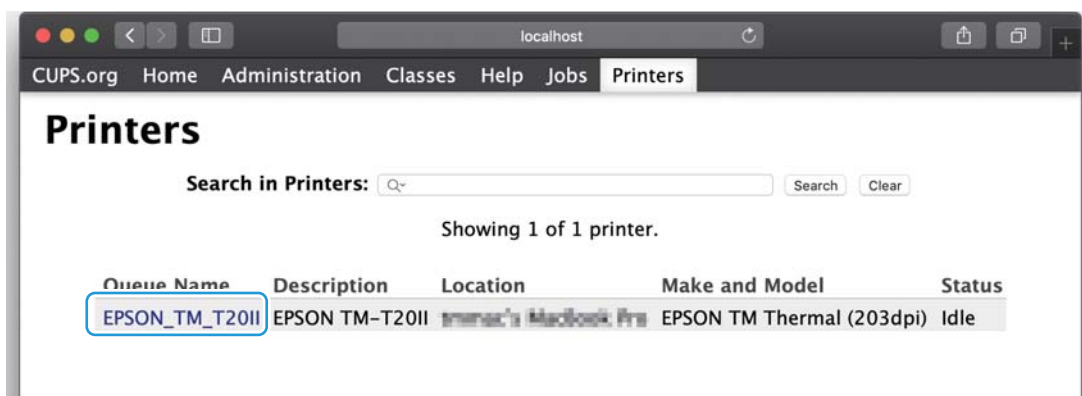 localhost
CUPS.org Home Administration Classes Help Jobs Printers
Printers
Search in Printers: Search Clear
Showing 1 of 1 printer.
Queue Name Description Location Make and Model Status
EPSON_TM_T20II EPSON TM-T20II EPSON TM Thermal (203dpi) Idle